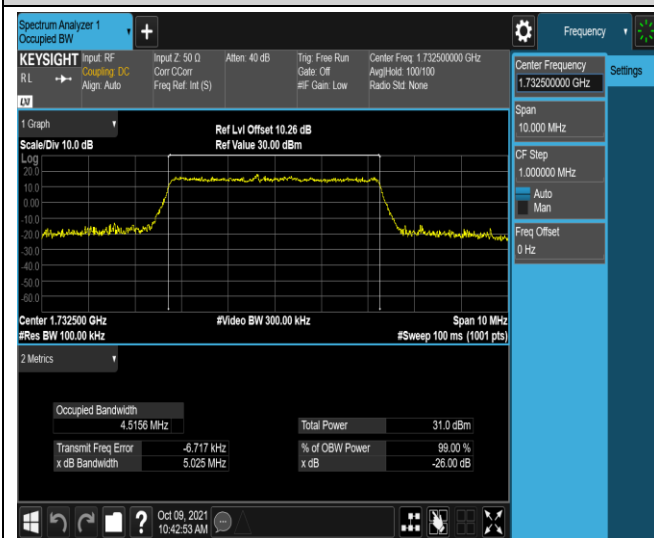 Spectrum Analyzer 1
Occupied BW
+
Frequency
KEYSIGHT
RL
LXI
Input: RF
Coupling: DC
Align: Auto
Input Z: 50 Ω
Corr CCorr
Freq Ref: Int (S)
Atten: 40 dB
Trig: Free Run
Gate: Off
#IF Gain: Low
Center Freq: 1.732500000 GHz
Avg|Hold: 100/100
Radio Std: None
Center Frequency
1.732500000 GHz
Settings
Span
10.000 MHz
CF Step
1.000000 MHz
Auto
Man
Freq Offset
0 Hz
1 Graph
Scale/Div 10.0 dB
Ref Lvl Offset 10.26 dB
Ref Value 30.00 dBm
Log
20.0
10.0
0.00
-10.0
-20.0
-30.0
-40.0
-50.0
-60.0
Center 1.732500 GHz
#Res BW 100.00 kHz
#Video BW 300.00 kHz
Span 10 MHz
#Sweep 100 ms (1001 pts)
2 Metrics
Occupied Bandwidth
4.5156 MHz
Total Power 31.0 dBm
Transmit Freq Error -6.717 kHz
% of OBW Power 99.00 %
x dB Bandwidth 5.025 MHz
x dB -26.00 dB
?
Oct 09, 2021
10:42:53 AM